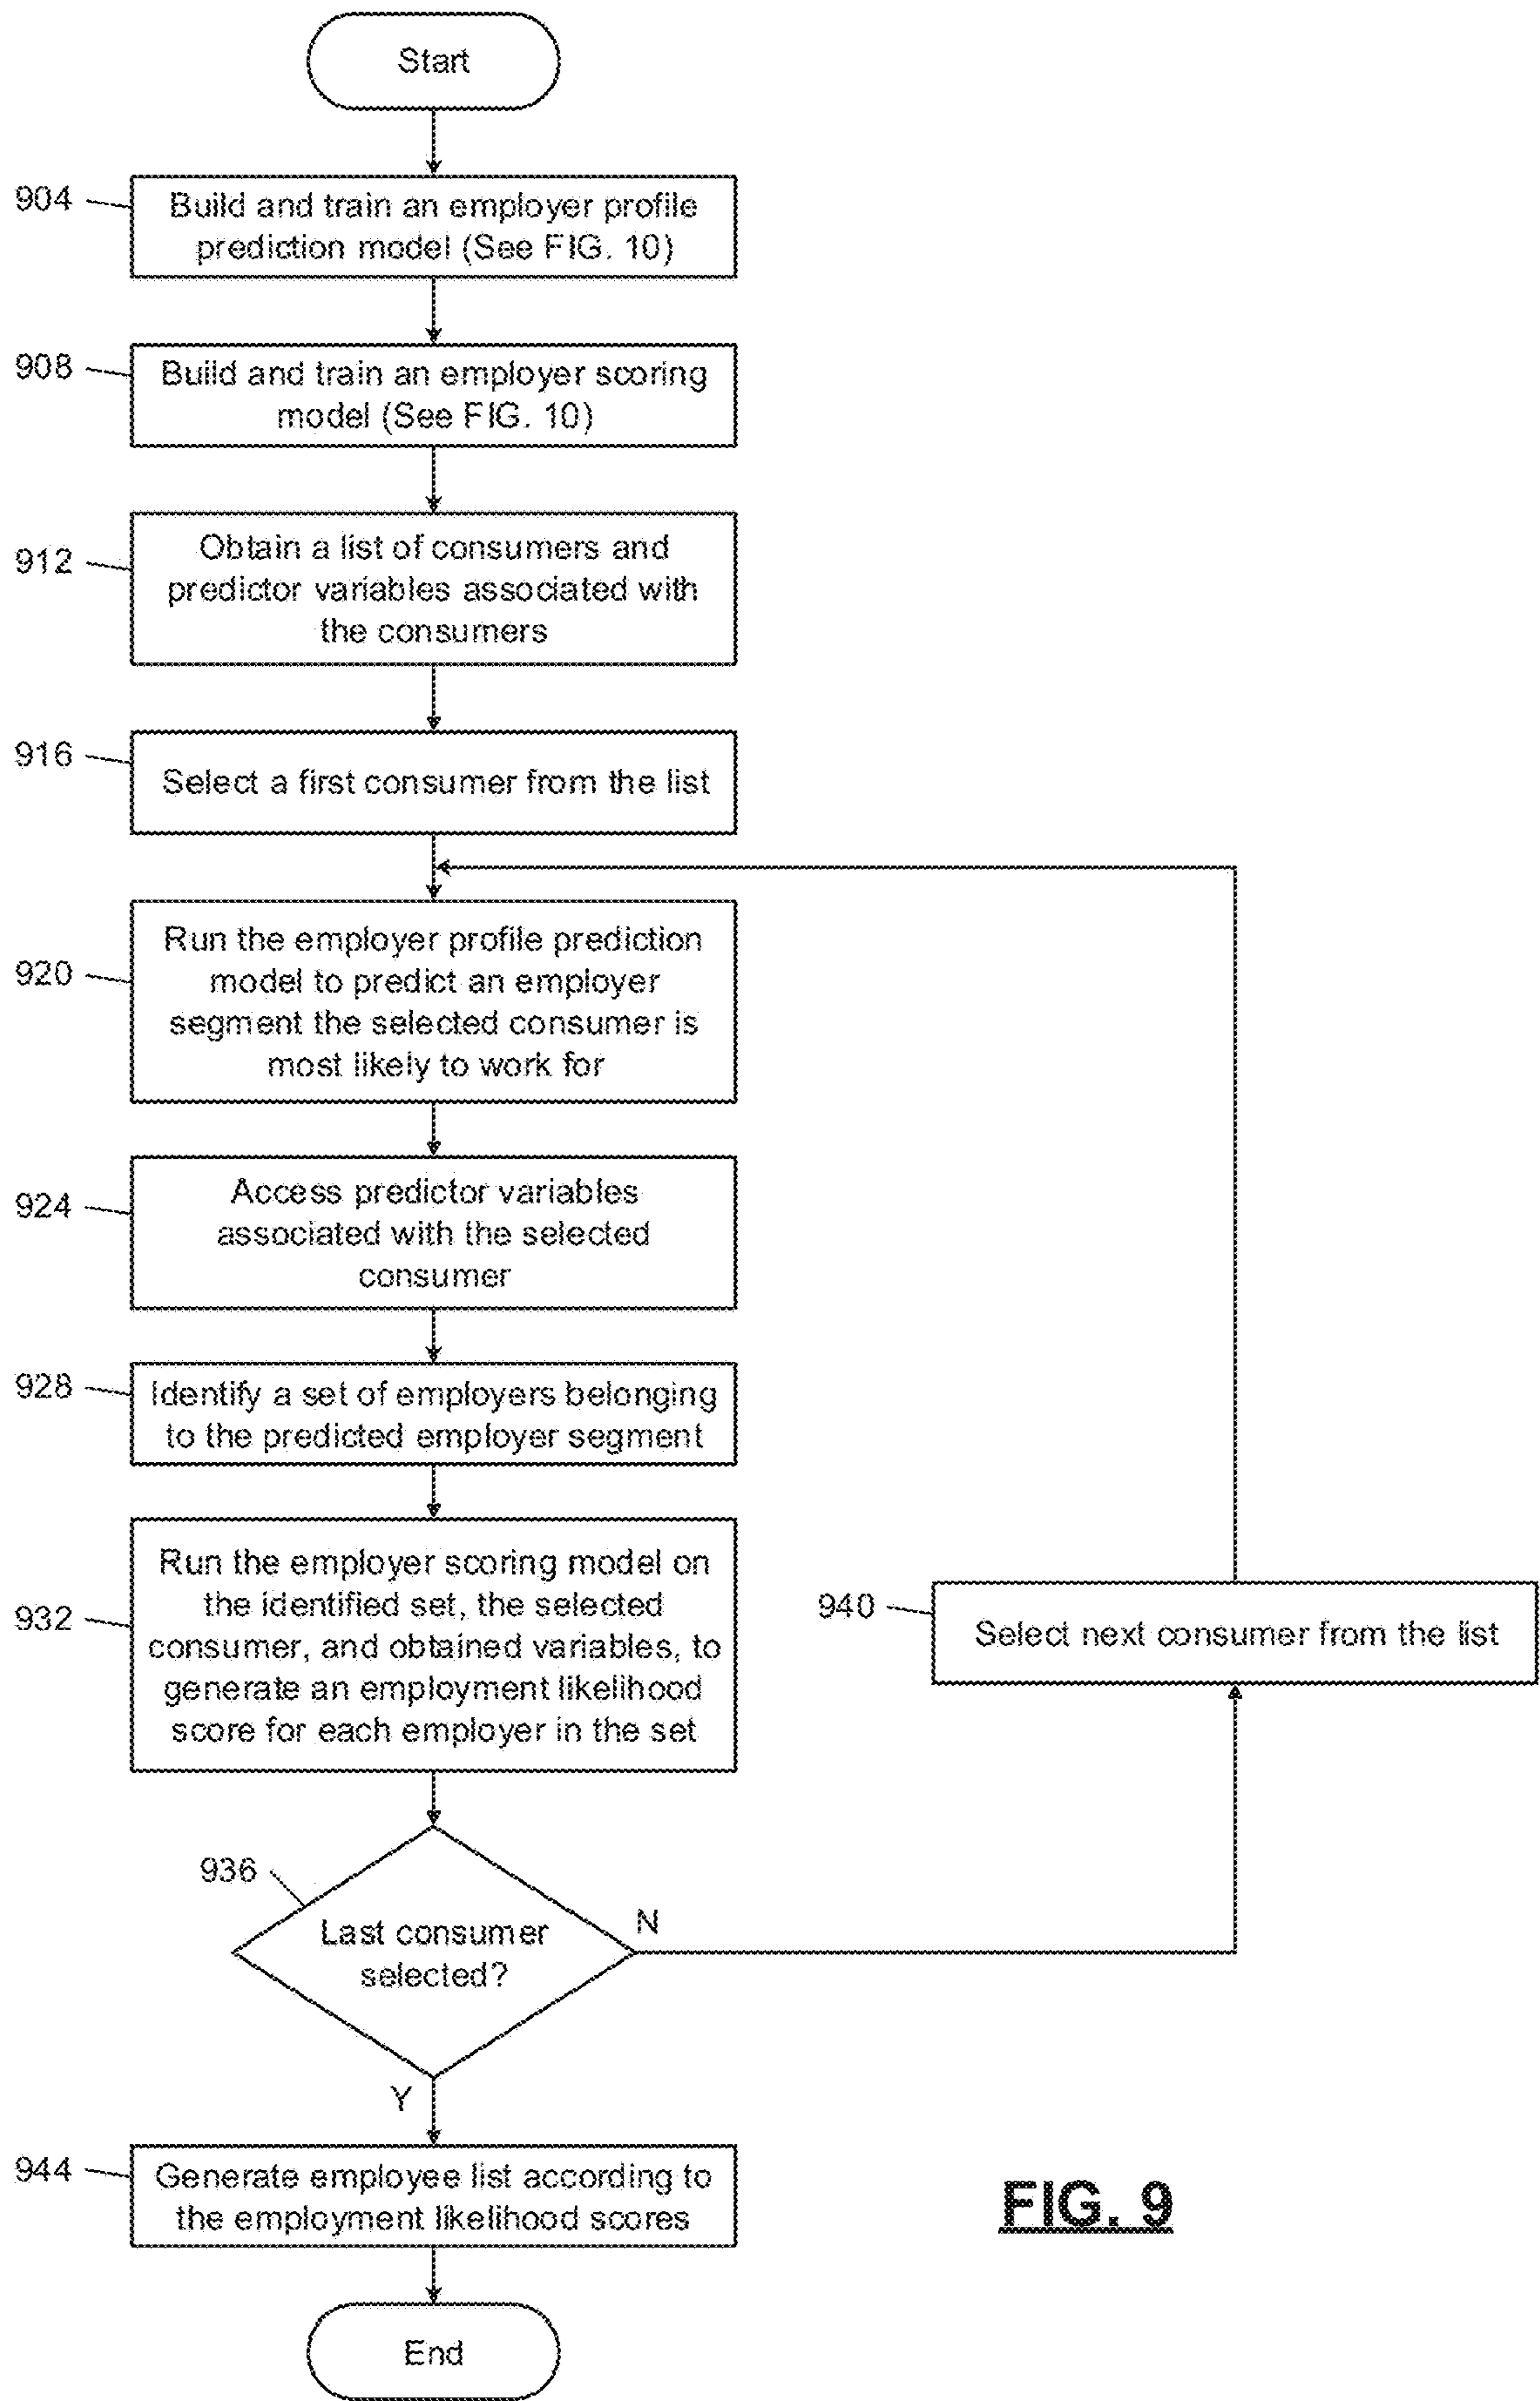 Start
904
Build and train an employer profile
prediction model (See FIG. 10)
908
Build and train an employer scoring
model (See FIG. 10)
912
Obtain a list of consumers and
predictor variables associated with
the consumers
916
Select a first consumer from the list
920
Run the employer profile prediction
model to predict an employer
segment the selected consumer is
most likely to work for
924
Access predictor variables
associated with the selected
consumer
928
Identify a set of employers belonging
to the predicted employer segment
932
Run the employer scoring model on
the identified set, the selected
consumer, and obtained variables, to
generate an employment likelihood
score for each employer in the set
940
Select next consumer from the list
936
Last consumer
selected?
N
Y
944
Generate employee list according to
the employment likelihood scores
FIG. 9
End